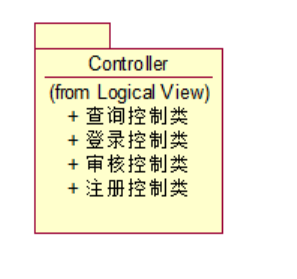 Controller
(from Logical View)
+ 查询控制类
+ 登录控制类
+ 审核控制类
+ 注册控制类